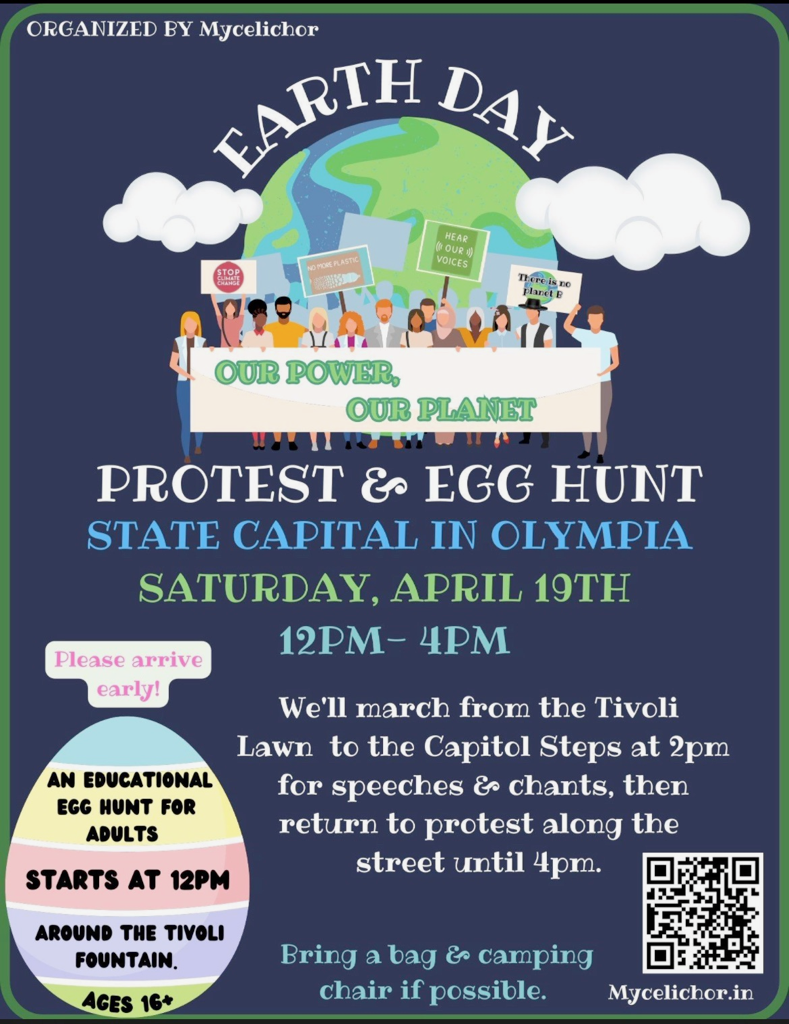 ORGANIZED BY Mycelichor
EARTH DAY
STOP
CLIMATE
CHANGE
NO MORE PLASTIC
HEAR
OUR
VOICES
There is no
planet B
OUR POWER,
OUR PLANET
PROTEST & EGG HUNT
STATE CAPITAL IN OLYMPIA
SATURDAY, APRIL 19TH
12PM- 4PM
Please arrive
early!
AN EDUCATIONAL
EGG HUNT FOR
ADULTS
STARTS AT 12PM
AROUND THE TIVOLI
FOUNTAIN.
AGES 16+
We'll march from the Tivoli
Lawn to the Capitol Steps at 2pm
for speeches & chants, then
return to protest along the
street until 4pm.
Bring a bag & camping
chair if possible.
Mycelichor.in